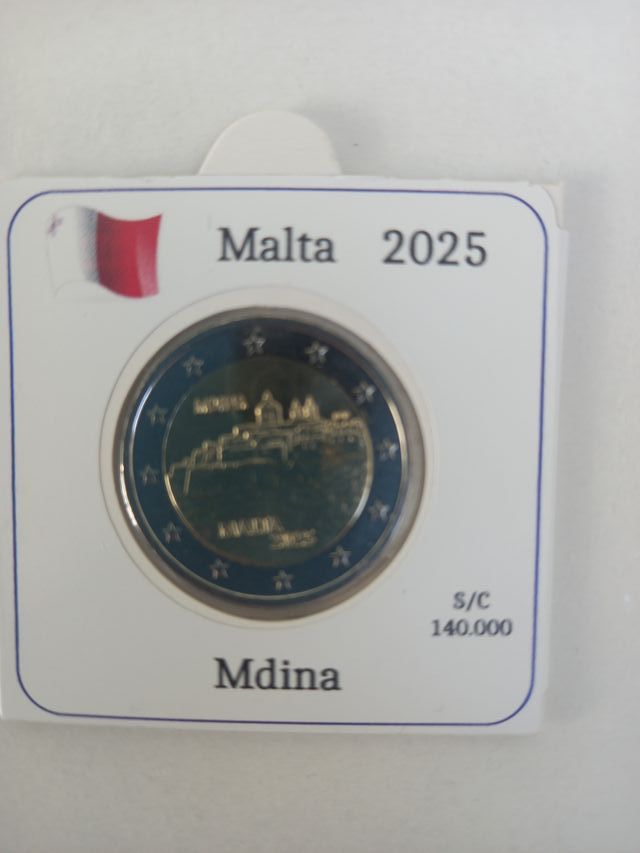 Malta 2025
MDINA
MALTA
2025
S/C
140.000
Mdina